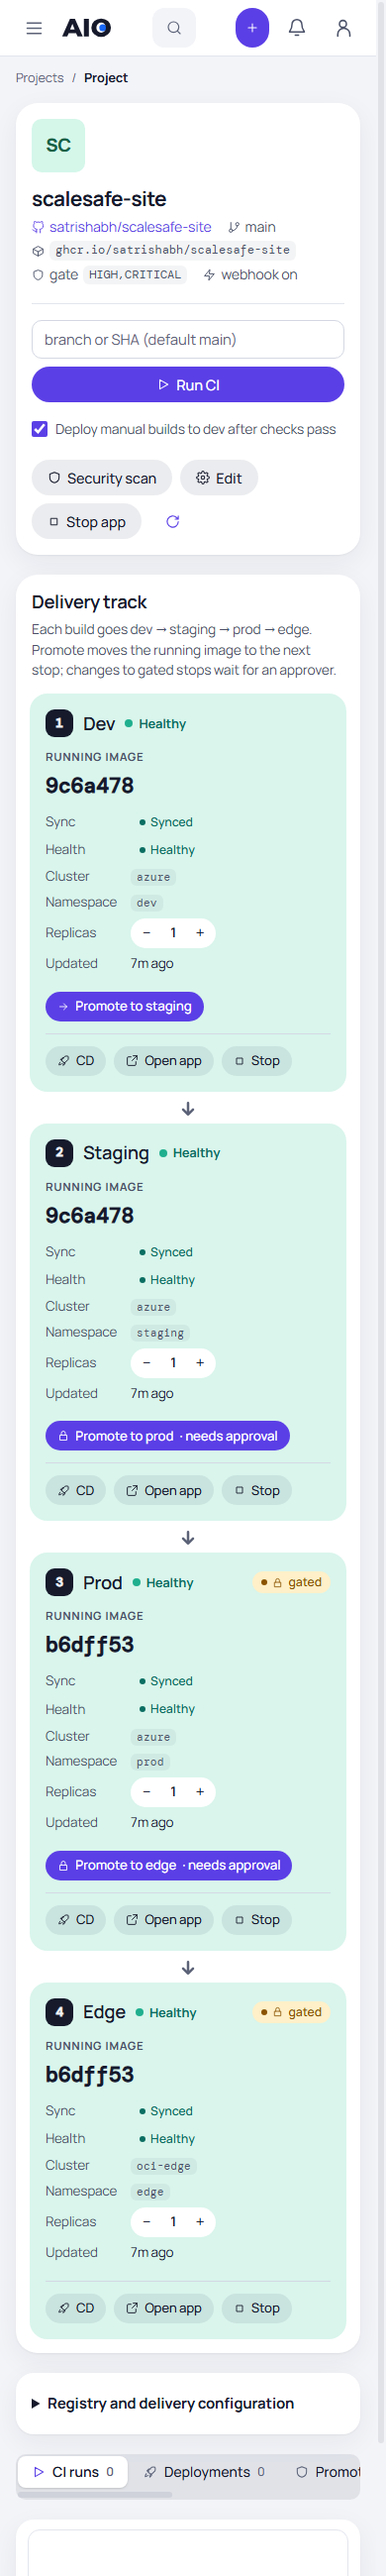 AIO
Projects / Project
SC
scalesafe-site
satrishabh/scalesafe-site main
ghcr.io/satrishabh/scalesafe-site
gate HIGH,CRITICAL webhook on
branch or SHA (default main)
Run CI
Deploy manual builds to dev after checks pass
Security scan Edit
Stop app
Delivery track
Each build goes dev → staging → prod → edge.
Promote moves the running image to the next
stop; changes to gated stops wait for an approver.
1 Dev Healthy
RUNNING IMAGE
9c6a478
Sync Synced
Health Healthy
Cluster azure
Namespace dev
Replicas − 1 +
Updated 7m ago
Promote to staging
CD Open app Stop
2 Staging Healthy
RUNNING IMAGE
9c6a478
Sync Synced
Health Healthy
Cluster azure
Namespace staging
Replicas − 1 +
Updated 7m ago
Promote to prod · needs approval
CD Open app Stop
3 Prod Healthy gated
RUNNING IMAGE
b6dff53
Sync Synced
Health Healthy
Cluster azure
Namespace prod
Replicas − 1 +
Updated 7m ago
Promote to edge · needs approval
CD Open app Stop
4 Edge Healthy gated
RUNNING IMAGE
b6dff53
Sync Synced
Health Healthy
Cluster oci-edge
Namespace edge
Replicas − 1 +
Updated 7m ago
CD Open app Stop
Registry and delivery configuration
CI runs 0 Deployments 0 Promot